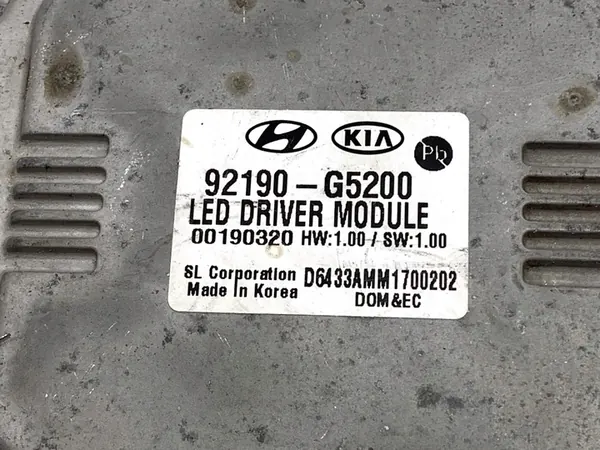 KIA Pb
92190-G5200
LED DRIVER MODULE
00190320 HW:1.00 / SW:1.00
SL Corporation D6433AMM1700202
Made In Korea DOM&EC